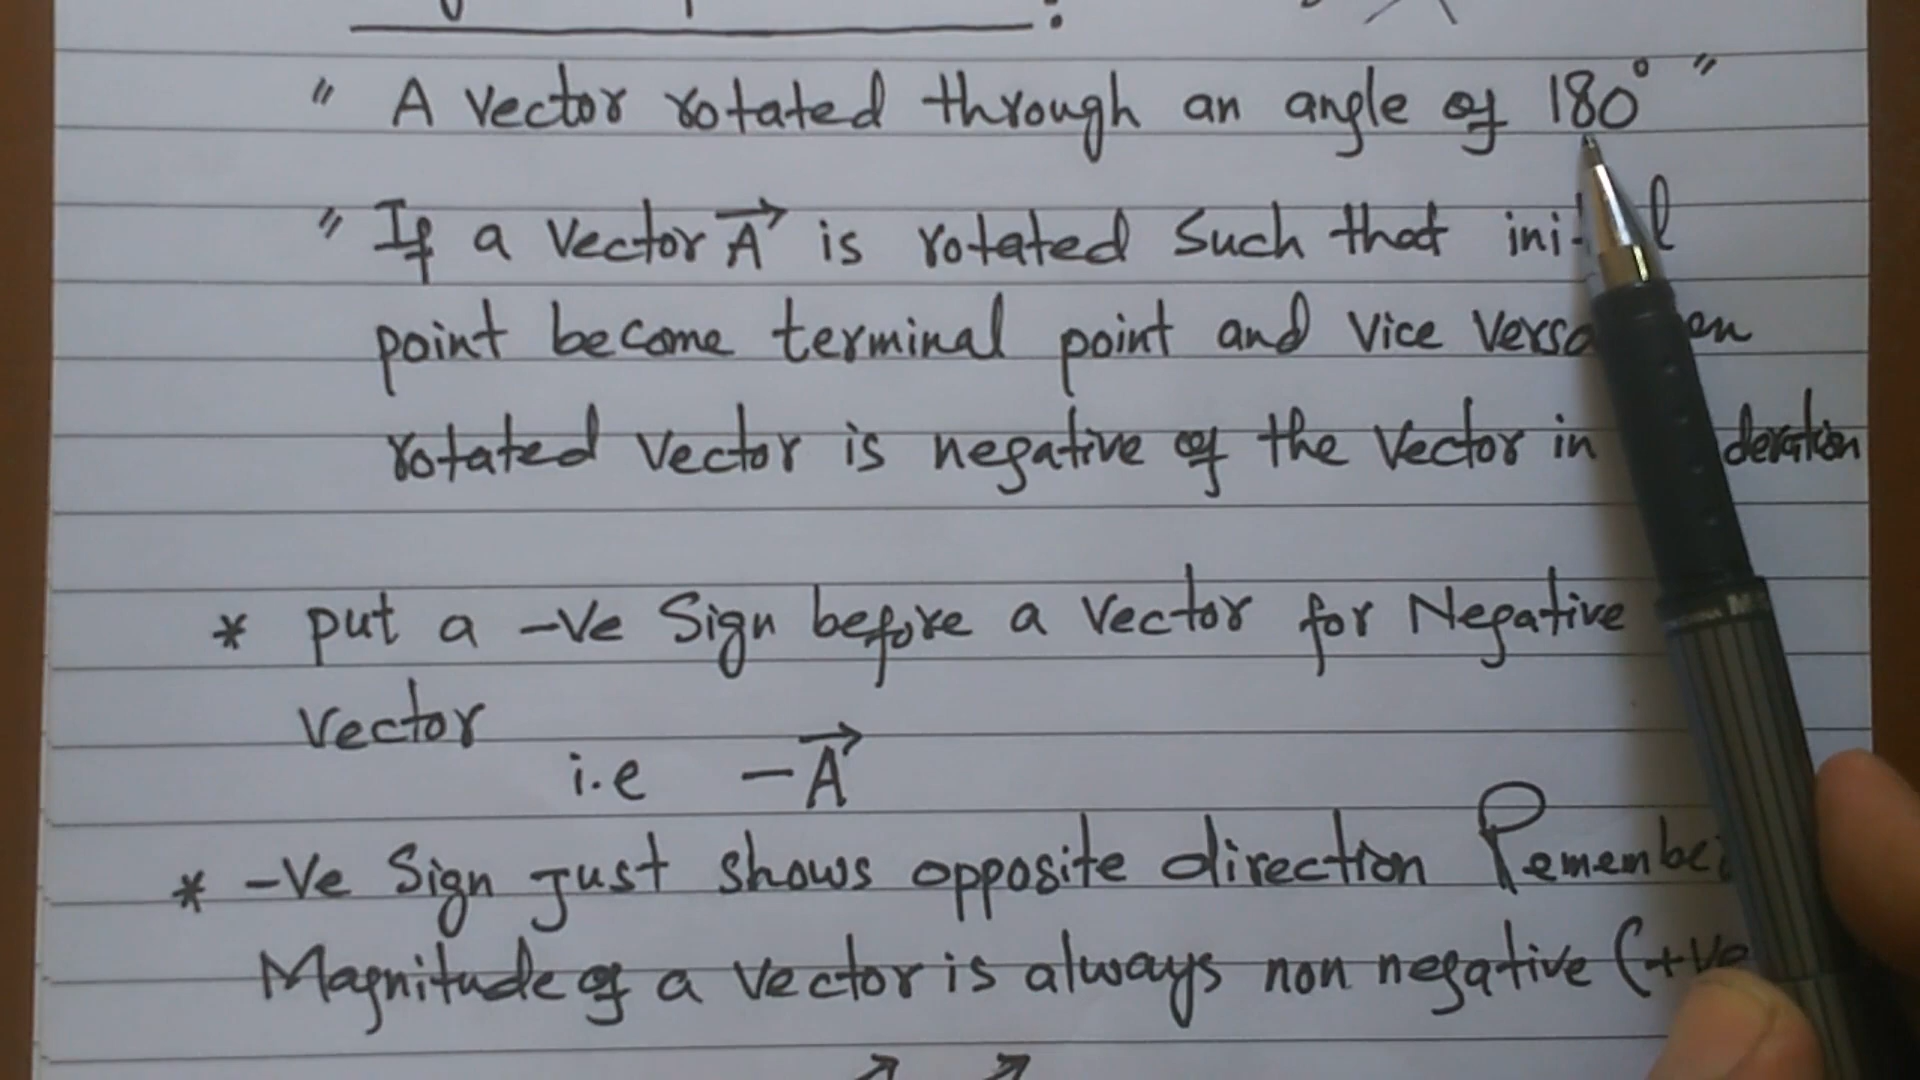 " A vector rotated through an angle of 180° "
" If a vector A⃗ is rotated such that
point become terminal point and vice
rotated vector is negative of the vector in
* put a -ve Sign before a vector for Negative
vector
i.e -A⃗
* -Ve Sign Just shows opposite direction
Magnitude of a vector is always non negative (+ve